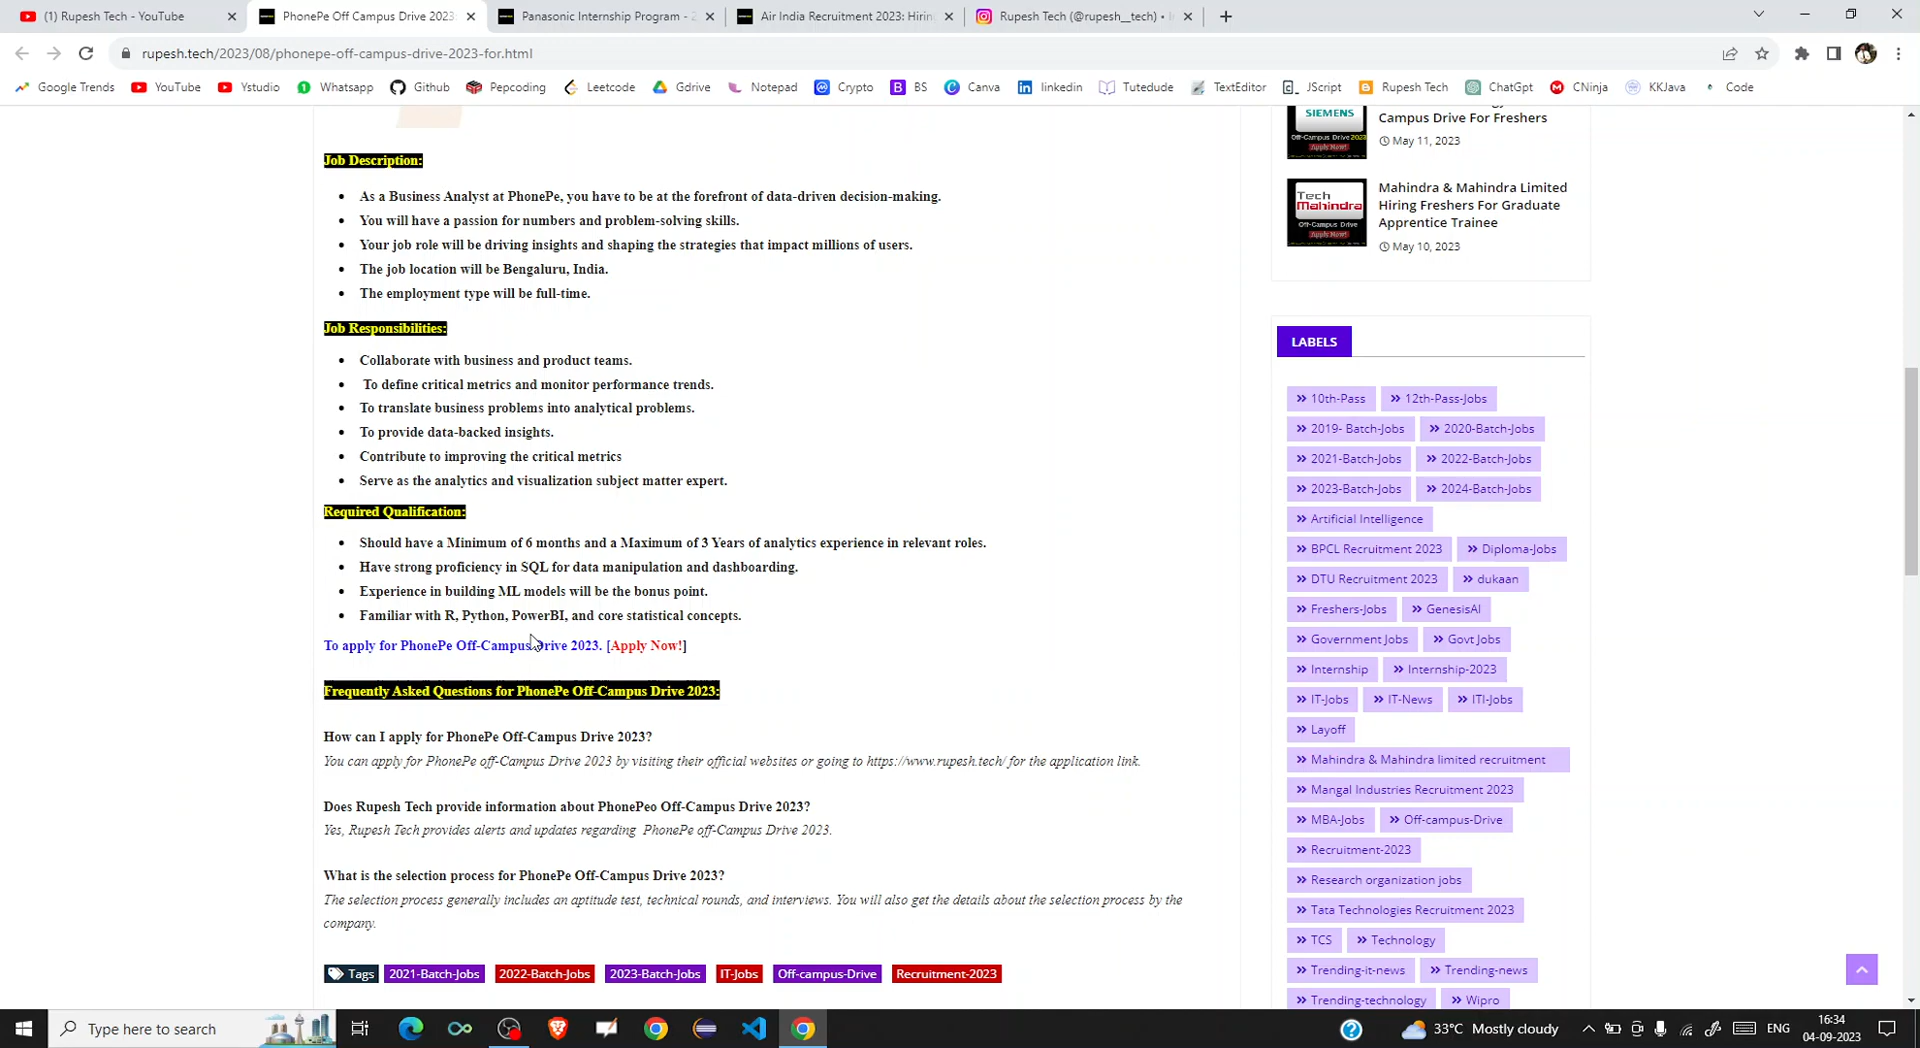 (1) Rupesh Tech - YouTube
PhonePe Off Campus Drive 2023
Panasonic Internship Program - 2
Air India Recruitment 2023: Hirin
Rupesh Tech (@rupesh__tech) •
rupesh.tech/2023/08/phonepe-off-campus-drive-2023-for.html
Google Trends
YouTube
Ystudio
Whatsapp
Github
Pepcoding
Leetcode
Gdrive
Notepad
Crypto
BS
Canva
linkedin
Tutedude
TextEditor
JScript
Rupesh Tech
ChatGpt
CNinja
KKJava
Code
Job Description:
As a Business Analyst at PhonePe, you have to be at the forefront of data-driven decision-making.
You will have a passion for numbers and problem-solving skills.
Your job role will be driving insights and shaping the strategies that impact millions of users.
The job location will be Bengaluru, India.
The employment type will be full-time.
Job Responsibilities:
Collaborate with business and product teams.
To define critical metrics and monitor performance trends.
To translate business problems into analytical problems.
To provide data-backed insights.
Contribute to improving the critical metrics
Serve as the analytics and visualization subject matter expert.
Required Qualification:
Should have a Minimum of 6 months and a Maximum of 3 Years of analytics experience in relevant roles.
Have strong proficiency in SQL for data manipulation and dashboarding.
Experience in building ML models will be the bonus point.
Familiar with R, Python, PowerBI, and core statistical concepts.
To apply for PhonePe Off-Campus Drive 2023. [Apply Now!]
Frequently Asked Questions for PhonePe Off-Campus Drive 2023:
How can I apply for PhonePe Off-Campus Drive 2023?
You can apply for PhonePe off-Campus Drive 2023 by visiting their official websites or going to https://www.rupesh.tech/ for the application link.
Does Rupesh Tech provide information about PhonePeo Off-Campus Drive 2023?
Yes, Rupesh Tech provides alerts and updates regarding PhonePe off-Campus Drive 2023.
What is the selection process for PhonePe Off-Campus Drive 2023?
The selection process generally includes an aptitude test, technical rounds, and interviews. You will also get the details about the selection process by the
company.
Tags 2021-Batch-Jobs 2022-Batch-Jobs 2023-Batch-Jobs IT-Jobs Off-campus-Drive Recruitment-2023
SIEMENS
Off-Campus Drive 2023
Apply Now!
Campus Drive For Freshers
May 11, 2023
Tech
Mahindra
Off-Campus Drive
Apply Now!
Mahindra & Mahindra Limited
Hiring Freshers For Graduate
Apprentice Trainee
May 10, 2023
LABELS
10th-Pass 12th-Pass-Jobs
2019- Batch-Jobs 2020-Batch-Jobs
2021-Batch-Jobs 2022-Batch-Jobs
2023-Batch-Jobs 2024-Batch-Jobs
Artificial Intelligence
BPCL Recruitment 2023 Diploma-Jobs
DTU Recruitment 2023 dukaan
Freshers-Jobs GenesisAI
Government Jobs Govt Jobs
Internship Internship-2023
IT-Jobs IT-News ITI-Jobs
Layoff
Mahindra & Mahindra limited recruitment
Mangal Industries Recruitment 2023
MBA-Jobs Off-campus-Drive
Recruitment-2023
Research organization jobs
Tata Technologies Recruitment 2023
TCS Technology
Trending-it-news Trending-news
Trending-technology Wipro
Type here to search
33°C Mostly cloudy
ENG
16:34
04-09-2023